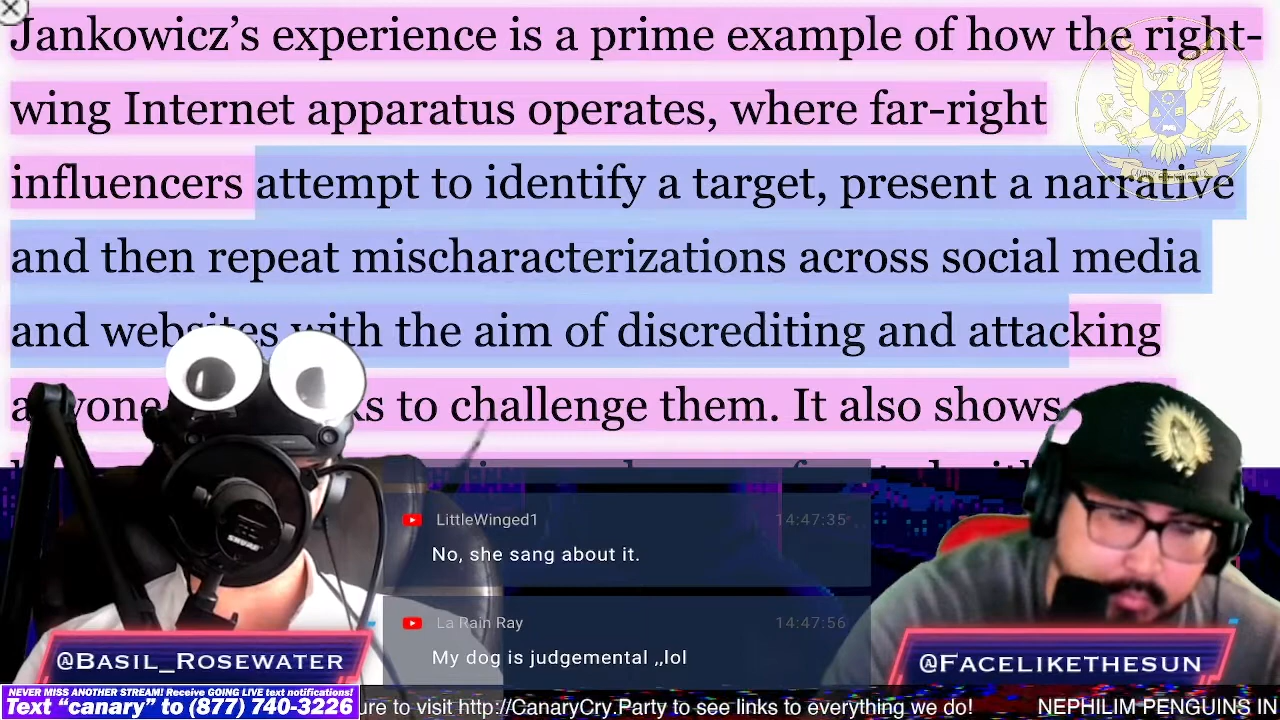 Jankowicz’s experience is a prime example of how the right-
wing Internet apparatus operates, where far-right
influencers attempt to identify a target, present a narrative
and then repeat mischaracterizations across social media
and websites with the aim of discrediting and attacking
to challenge them. It also shows
LittleWinged1 14:47:35
No, she sang about it.
La Rain Ray 14:47:56
My dog is judgemental ,,lol
SHURE
@BASIL_ROSEWATER
@FACELIKETHESUN
NEVER MISS ANOTHER STREAM! Receive GOING LIVE text notifications!
Text “canary” to (877) 740-3226
ure to visit http://CanaryCry.Party to see links to everything we do! NEPHILIM PENGUINS IN